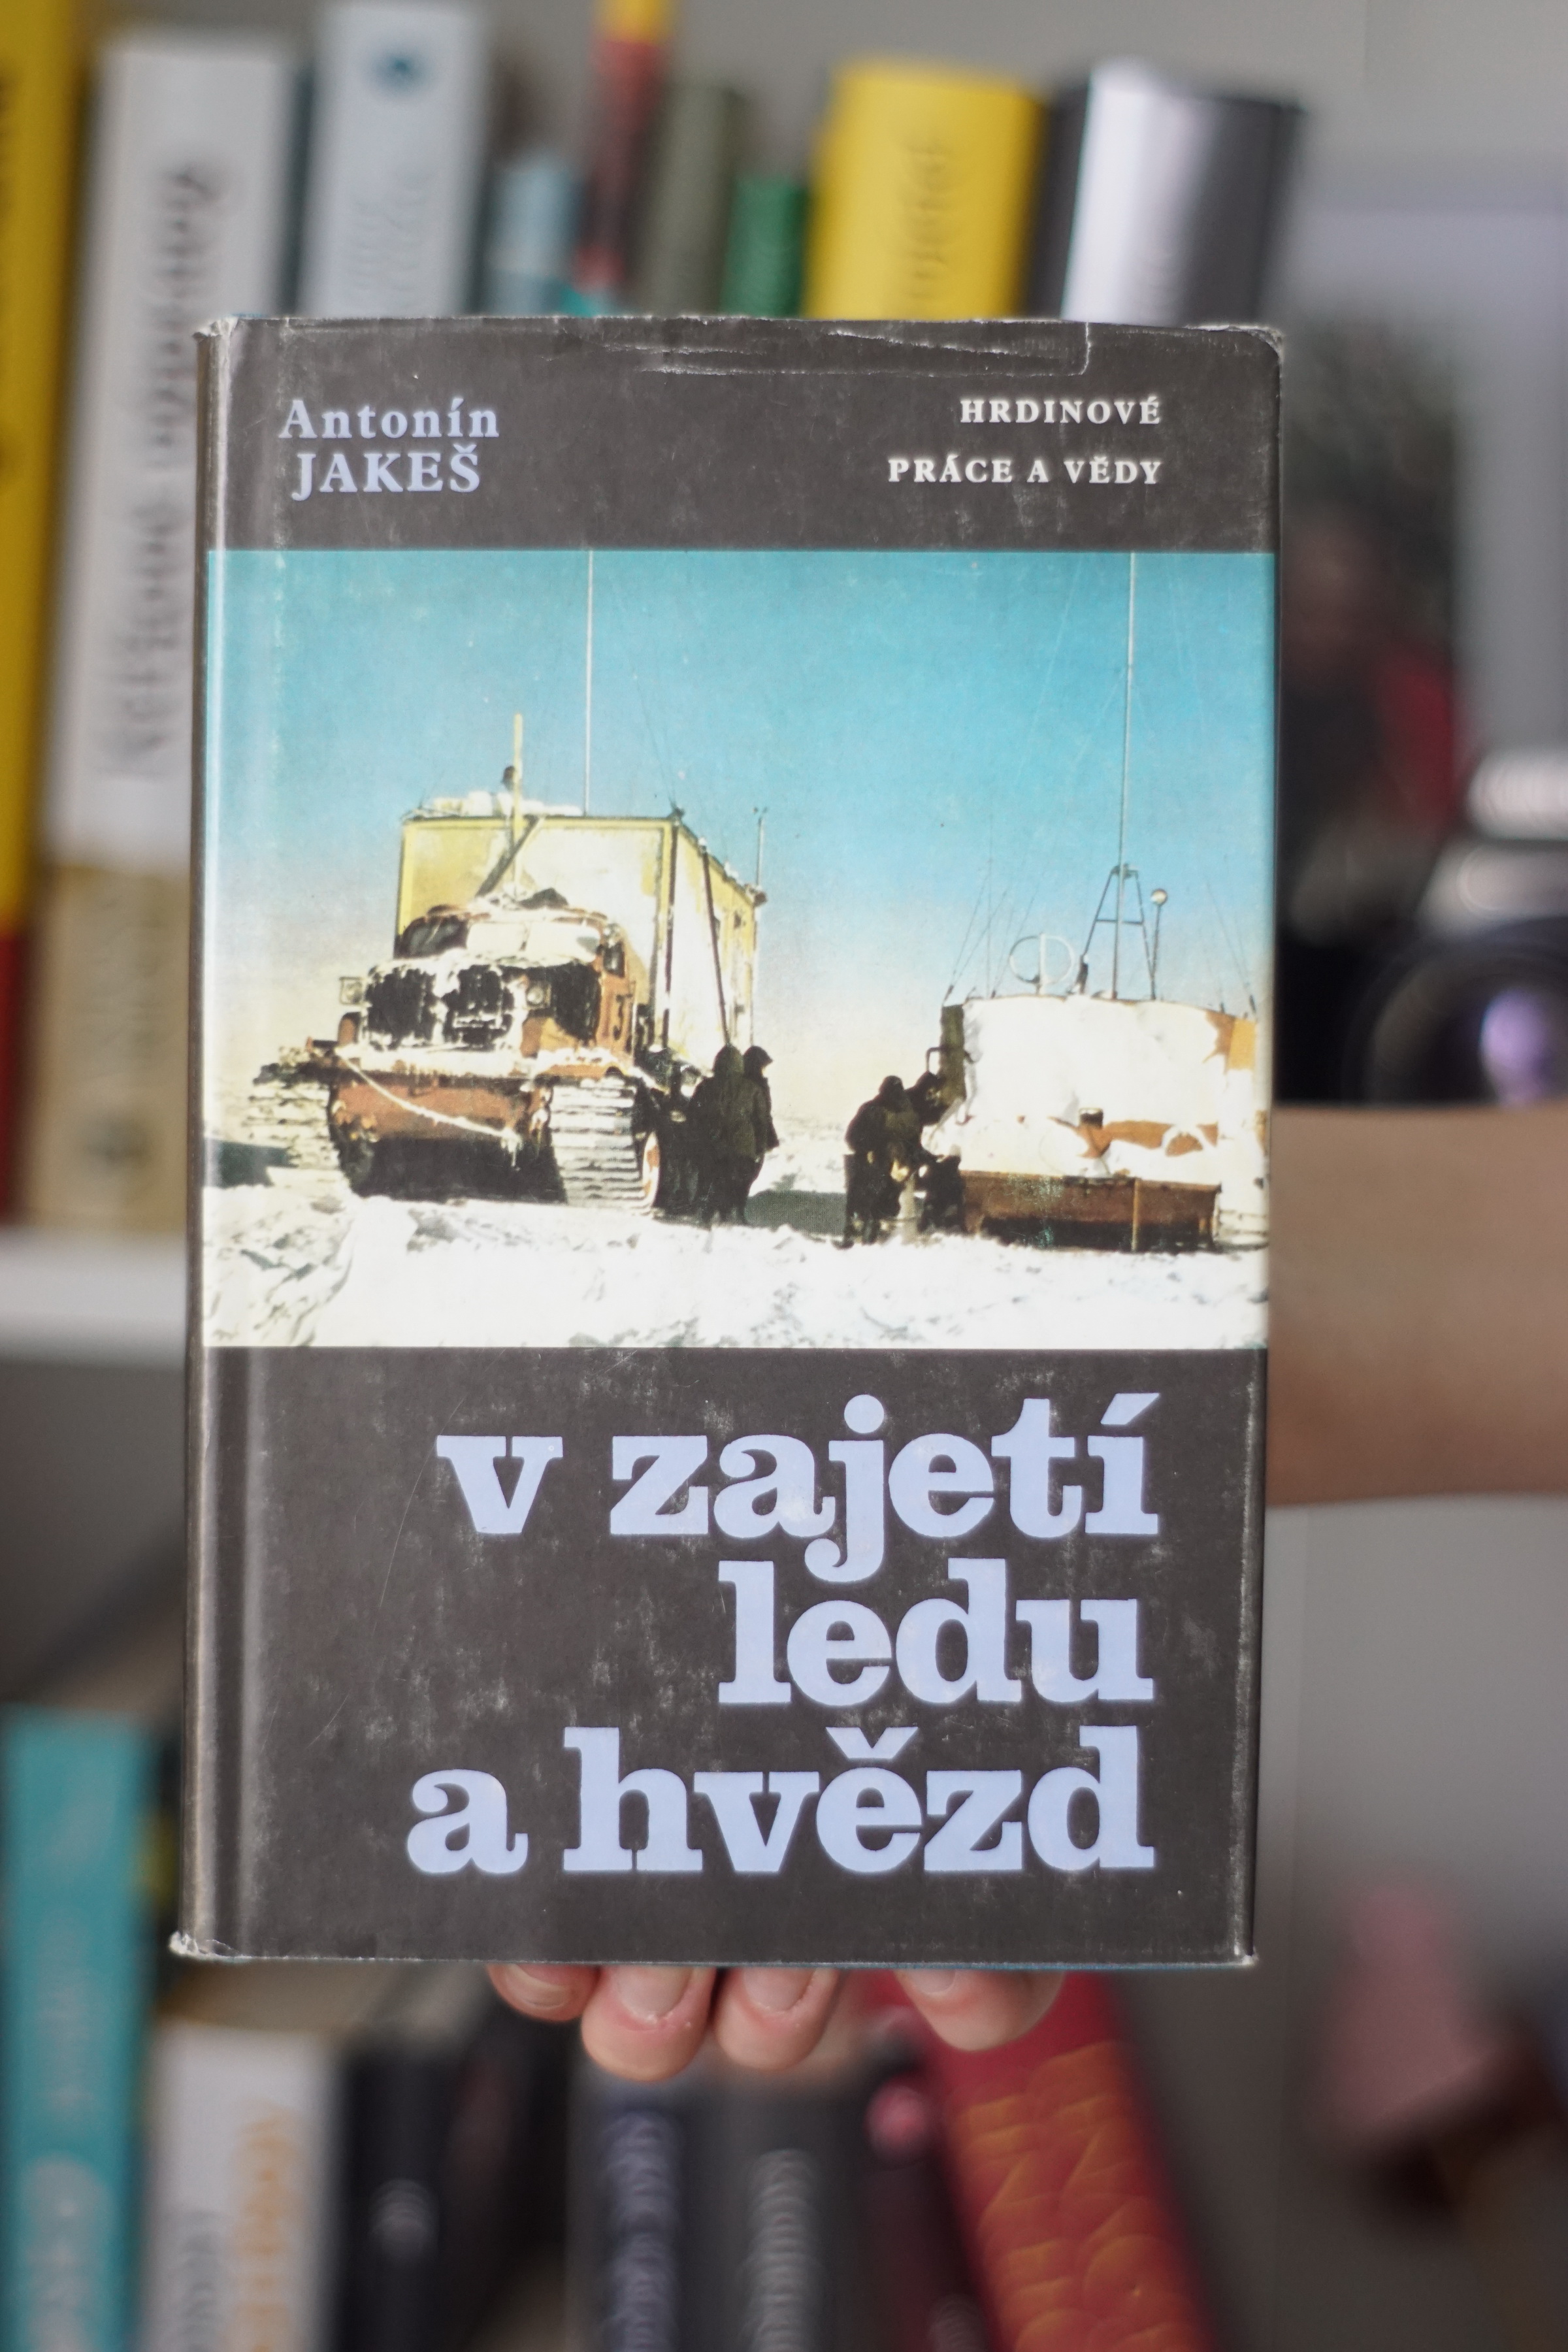 Antonín
JAKEŠ
HRDINOVÉ
PRÁCE A VĚDY
v zajetí
ledu
a hvězd